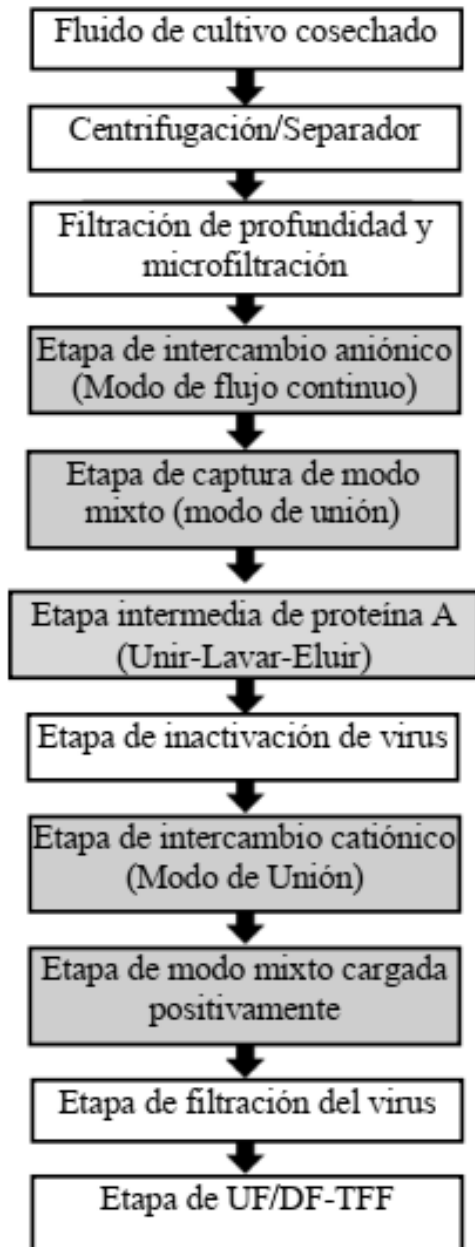 Fluido de cultivo cosechado
Centrifugación/Separador
Filtración de profundidad y
microfiltración
Etapa de intercambio aniónico
(Modo de flujo continuo)
Etapa de captura de modo
mixto (modo de unión)
Etapa intermedia de proteína A
(Unir-Lavar-Eluir)
Etapa de inactivación de virus
Etapa de intercambio catiónico
(Modo de Unión)
Etapa de modo mixto cargada
positivamente
Etapa de filtración del virus
Etapa de UF/DF-TFF